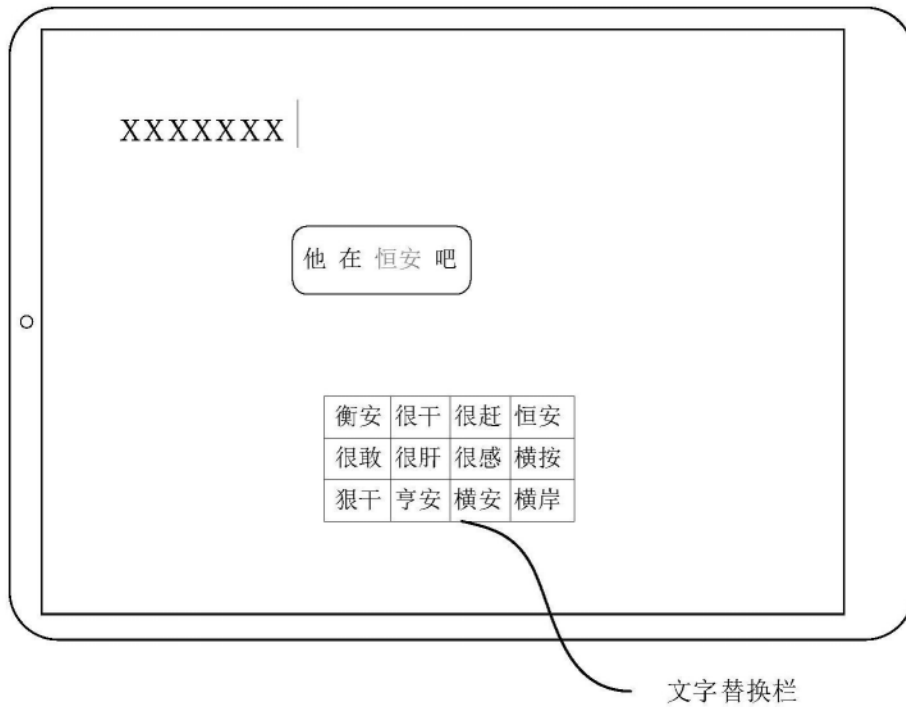 XXXXXXX
他 在 恒安 吧
衡安 很干 很赶 恒安
很敢 很肝 很感 横按
狠干 亨安 横安 横岸
文字替换栏